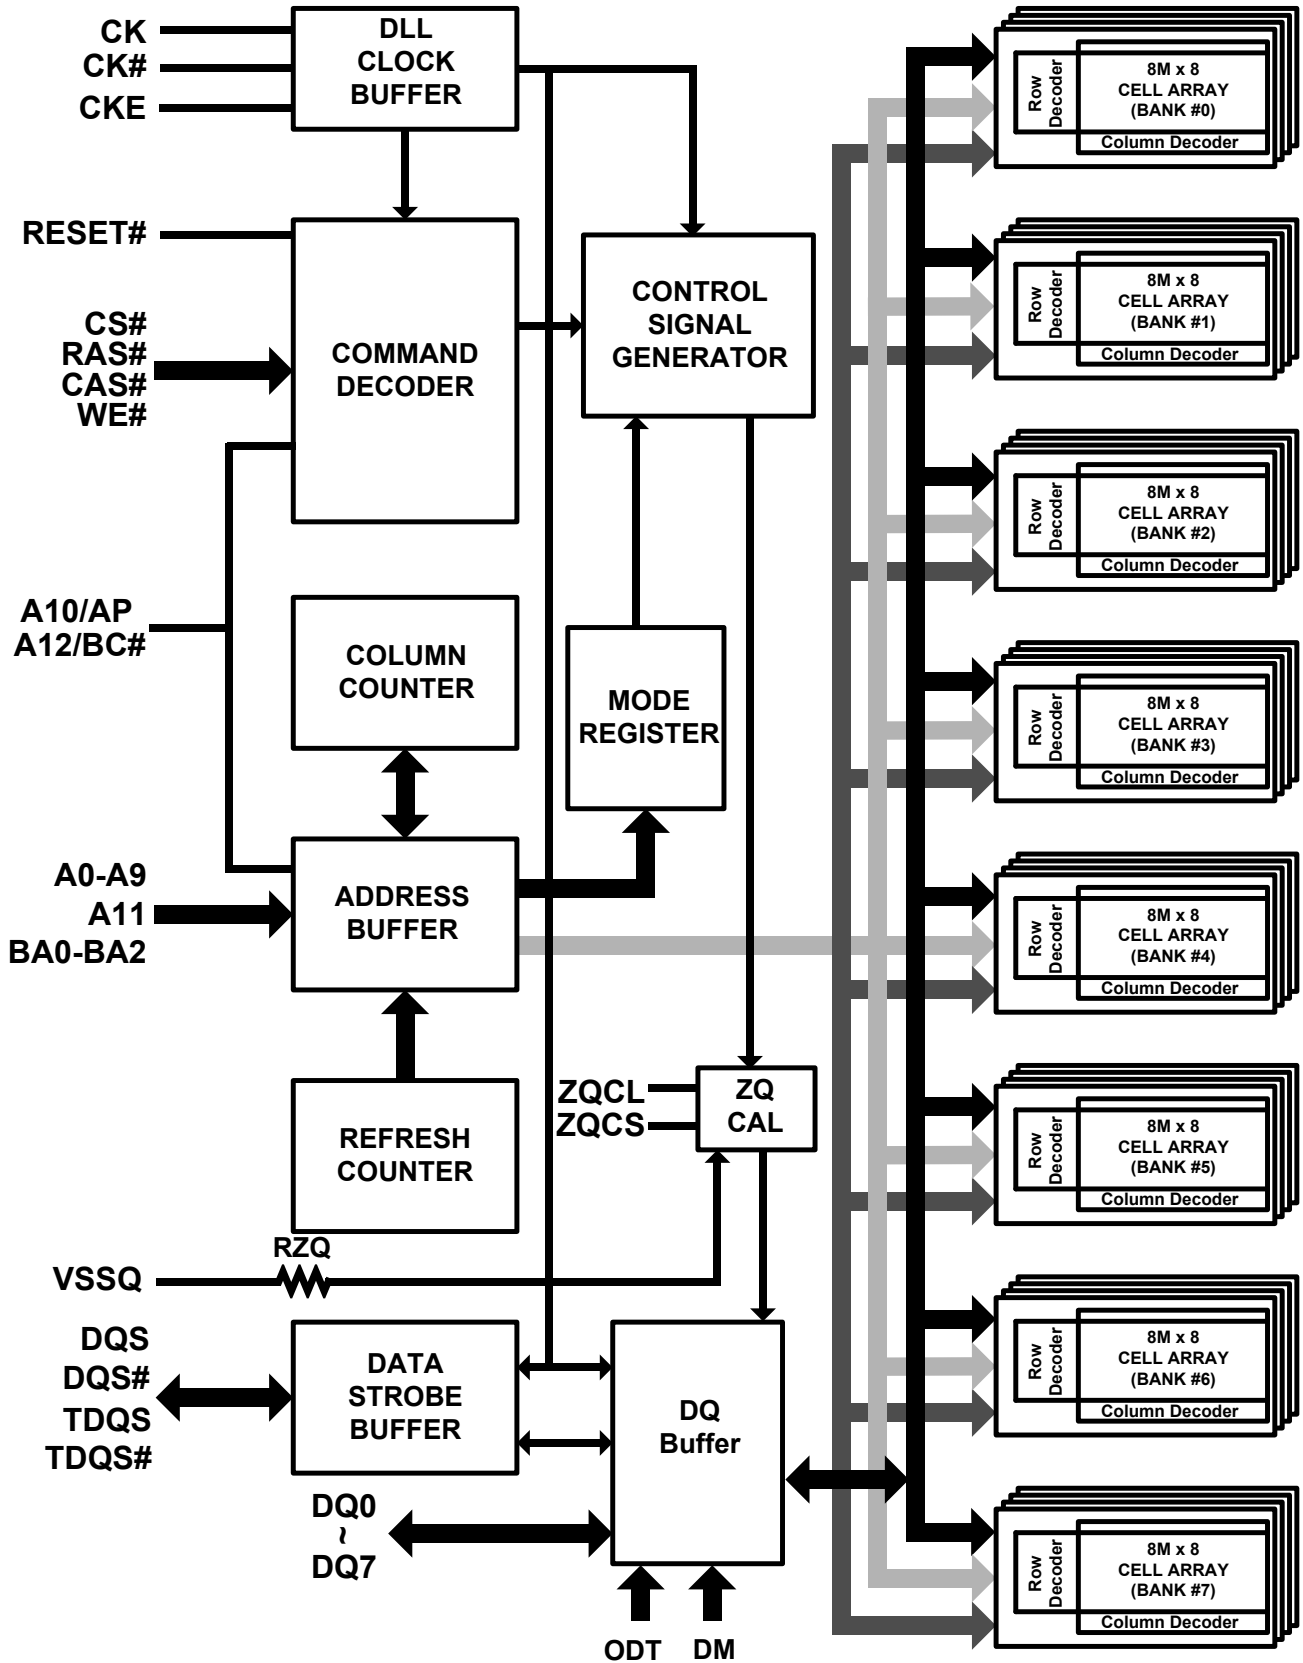 CK
CK#
CKE
DLL
CLOCK
BUFFER
RESET#
CS#
RAS#
CAS#
WE#
COMMAND
DECODER
CONTROL
SIGNAL
GENERATOR
A10/AP
A12/BC#
COLUMN
COUNTER
MODE
REGISTER
A0-A9
A11
BA0-BA2
ADDRESS
BUFFER
REFRESH
COUNTER
ZQCL
ZQCS
ZQ
CAL
RZQ
VSSQ
DQS
DQS#
TDQS
TDQS#
DATA
STROBE
BUFFER
DQ
Buffer
DQ0
~
DQ7
ODT
DM
Row
Decoder
8M x 8
CELL ARRAY
(BANK #0)
Column Decoder
Row
Decoder
8M x 8
CELL ARRAY
(BANK #1)
Column Decoder
Row
Decoder
8M x 8
CELL ARRAY
(BANK #2)
Column Decoder
Row
Decoder
8M x 8
CELL ARRAY
(BANK #3)
Column Decoder
Row
Decoder
8M x 8
CELL ARRAY
(BANK #4)
Column Decoder
Row
Decoder
8M x 8
CELL ARRAY
(BANK #5)
Column Decoder
Row
Decoder
8M x 8
CELL ARRAY
(BANK #6)
Column Decoder
Row
Decoder
8M x 8
CELL ARRAY
(BANK #7)
Column Decoder